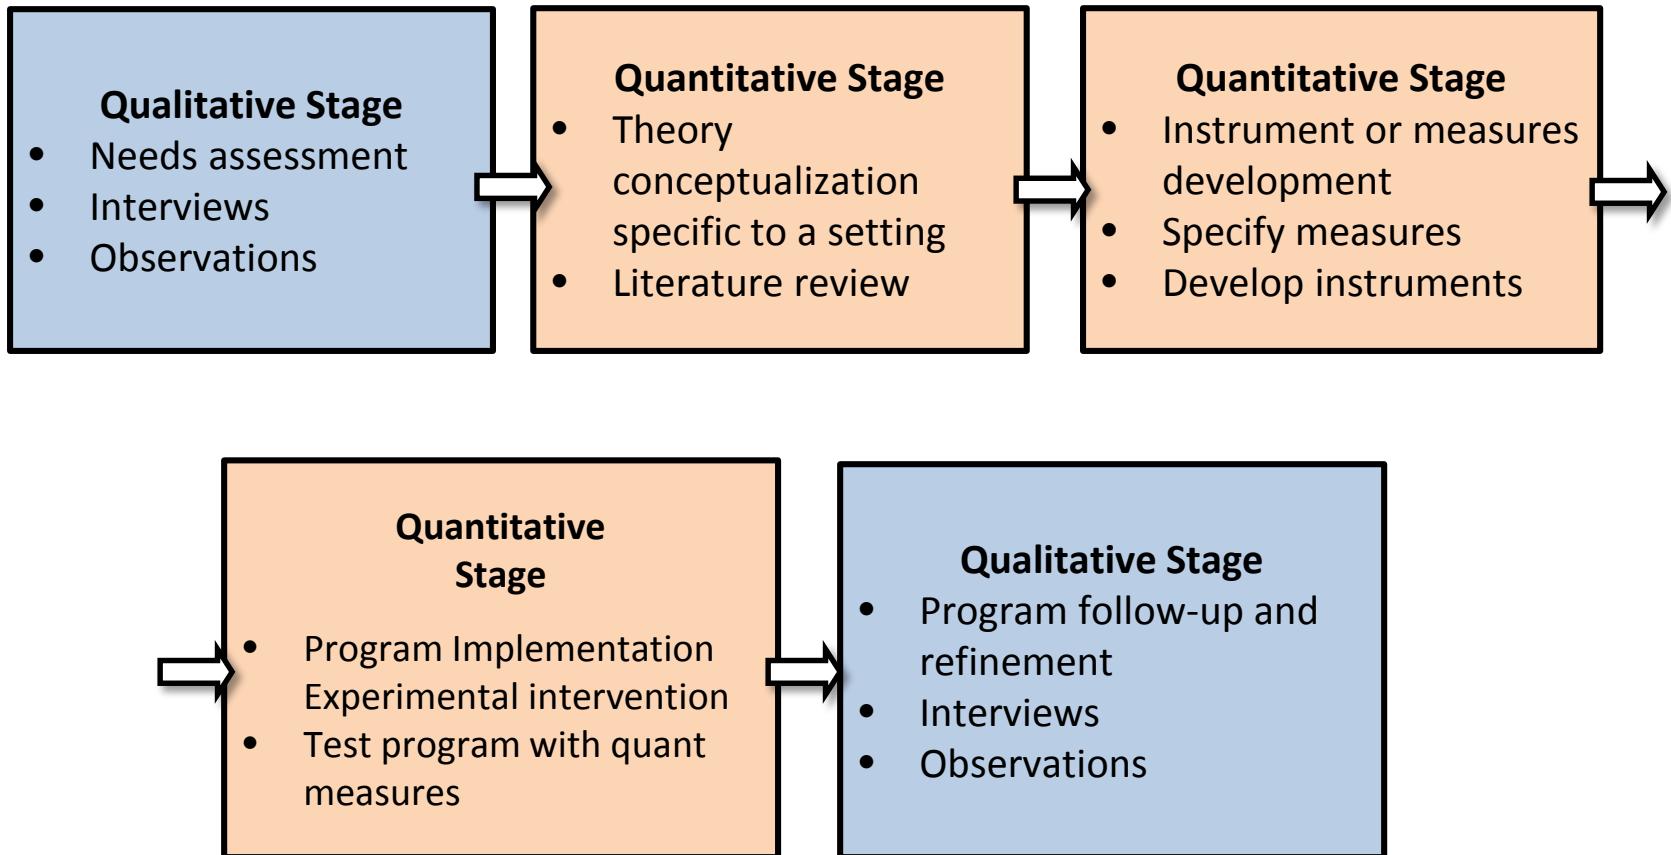 Qualitative Stage
• Needs assessment
• Interviews
• Observations
Quantitative Stage
• Theory
conceptualization
specific to a setting
• Literature review
Quantitative Stage
• Instrument or measures
development
• Specify measures
• Develop instruments
Quantitative
Stage
• Program Implementation
Experimental intervention
• Test program with quant
measures
Qualitative Stage
• Program follow-up and
refinement
• Interviews
• Observations